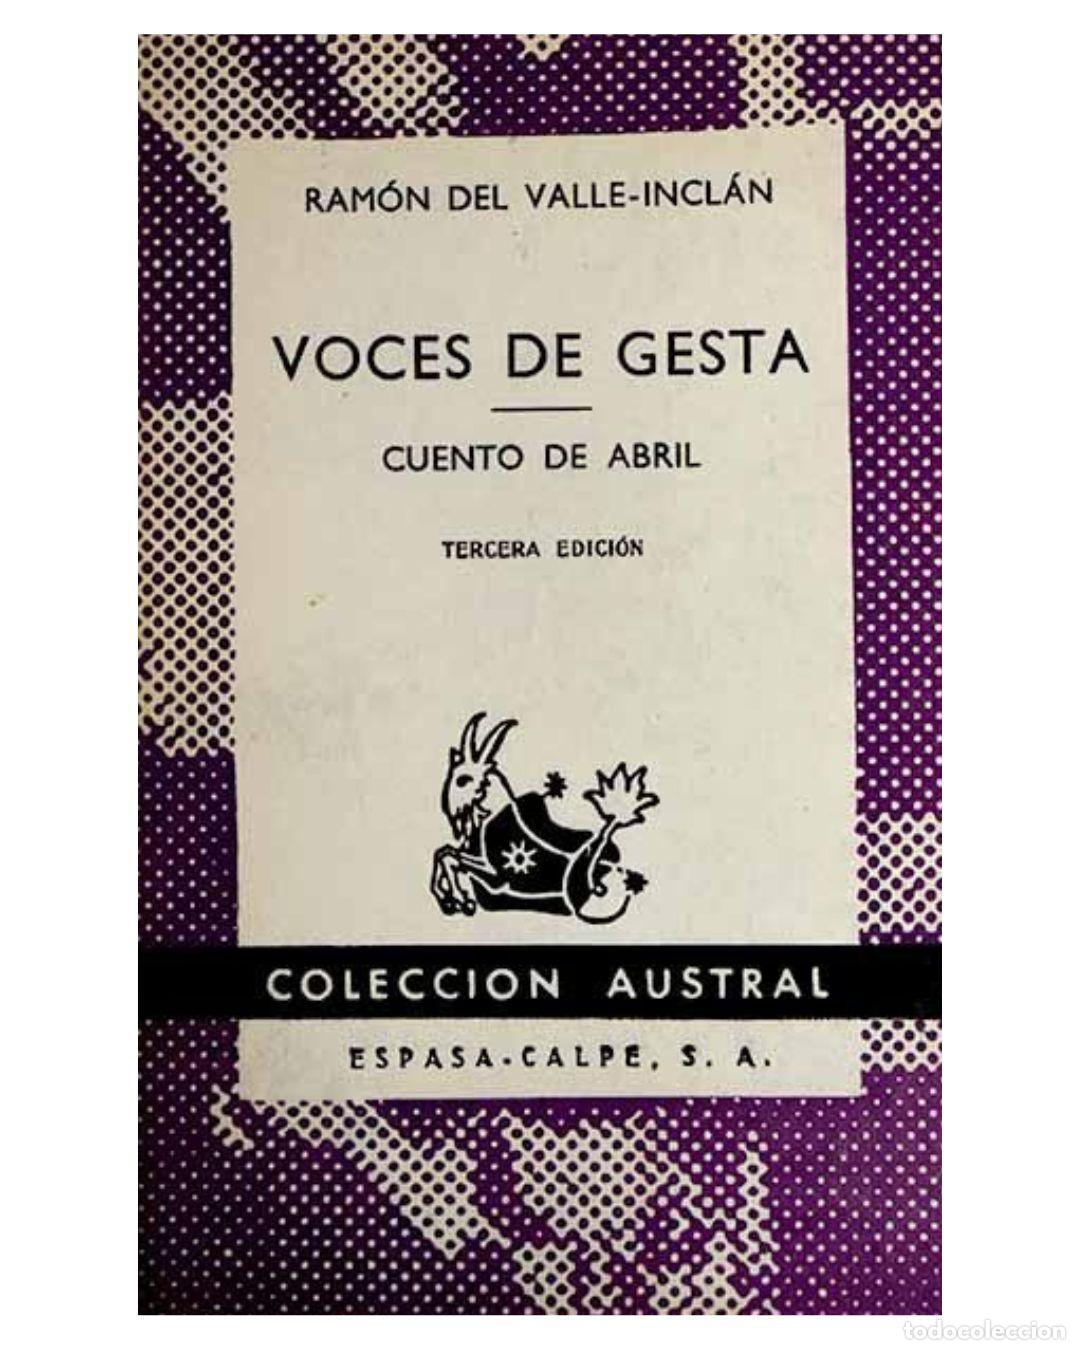 RAMÓN DEL VALLE-INCLÁN
VOCES DE GESTA
CUENTO DE ABRIL
TERCERA EDICIÓN
COLECCION AUSTRAL
ESPASA-CALPE, S. A.
todocoleccion